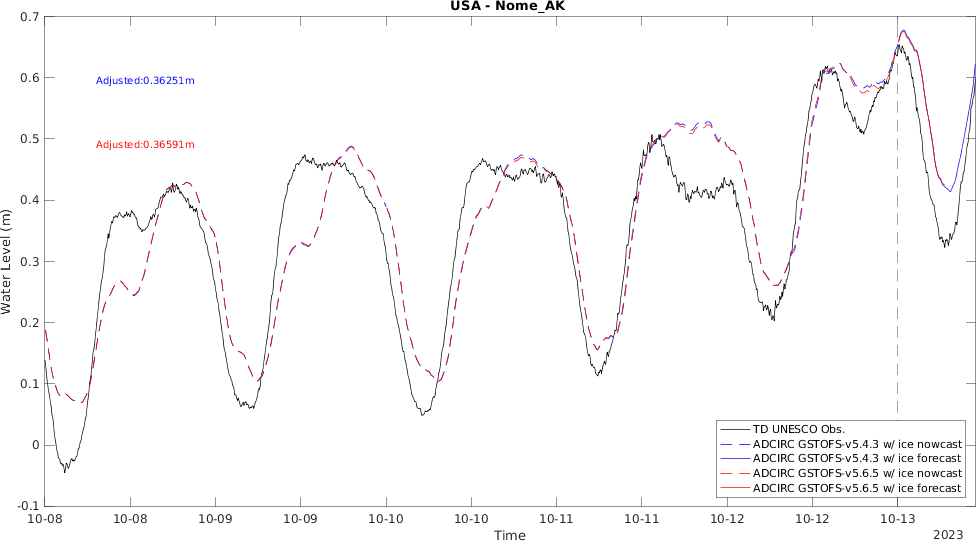 USA - Nome_AK
0.7
0.6
0.5
0.4
0.3
0.2
0.1
0
-0.1
Water Level (m)
Adjusted:0.36251m
Adjusted:0.36591m
TD UNESCO Obs.
ADCIRC GSTOFS-v5.4.3 w/ ice nowcast
ADCIRC GSTOFS-v5.4.3 w/ ice forecast
ADCIRC GSTOFS-v5.6.5 w/ ice nowcast
ADCIRC GSTOFS-v5.6.5 w/ ice forecast
10-08 10-08 10-09 10-09 10-10 10-10 10-11 10-11 10-12 10-12 10-13
Time
2023